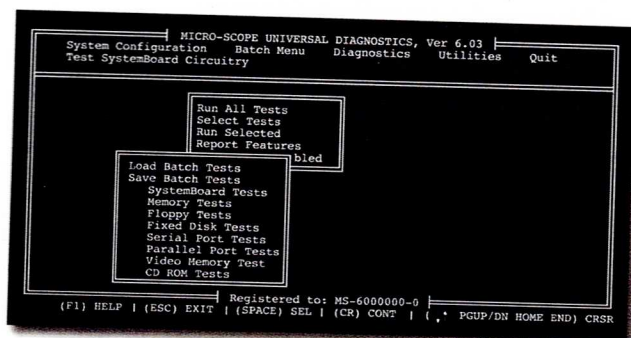 MICRO-SCOPE UNIVERSAL DIAGNOSTICS, Ver 6.03
System Configuration Batch Menu Diagnostics Utilities Quit
Test SystemBoard Circuitry
Run All Tests
Select Tests
Run Selected
Report Features
bled
Load Batch Tests
Save Batch Tests
SystemBoard Tests
Memory Tests
Floppy Tests
Fixed Disk Tests
Serial Port Tests
Parallel Port Tests
Video Memory Test
CD ROM Tests
Registered to: MS-6000000-0
(F1) HELP | (ESC) EXIT | (SPACE) SEL | (CR) CONT | ( PGUP/DN HOME END) CRSR